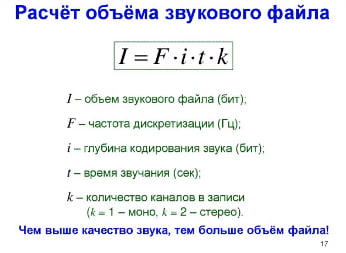 Расчёт объёма звукового файла
I = F · i · t · k
I – объем звукового файла (бит);
F – частота дискретизации (Гц);
i – глубина кодирования звука (бит);
t – время звучания (сек);
k – количество каналов в записи
(k = 1 – моно, k = 2 – стерео).
Чем выше качество звука, тем больше объём файла!
17